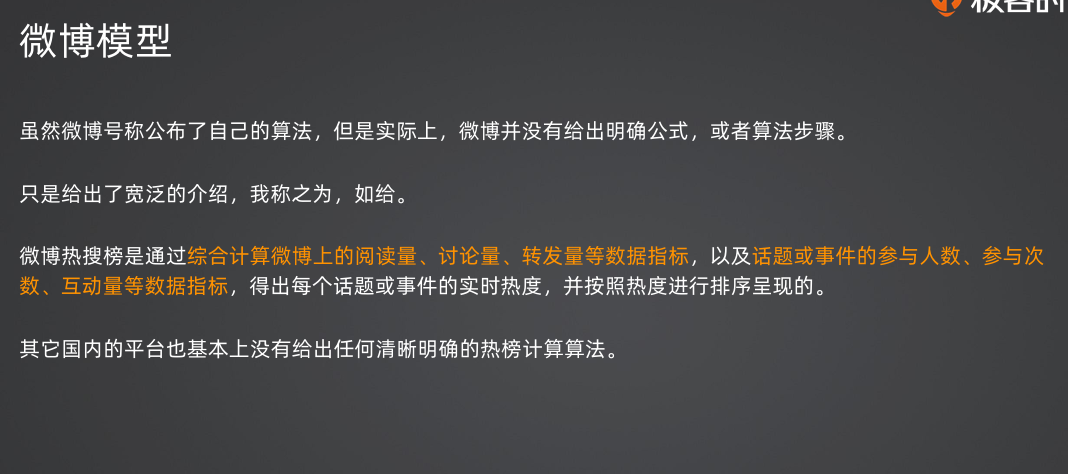 微博模型
虽然微博号称公布了自己的算法，但是实际上，微博并没有给出明确公式，或者算法步骤。
只是给出了宽泛的介绍，我称之为，如给。
微博热搜榜是通过综合计算微博上的阅读量、讨论量、转发量等数据指标，以及话题或事件的参与人数、参与次
数、互动量等数据指标，得出每个话题或事件的实时热度，并按照热度进行排序呈现的。
其它国内的平台也基本上没有给出任何清晰明确的热榜计算算法。